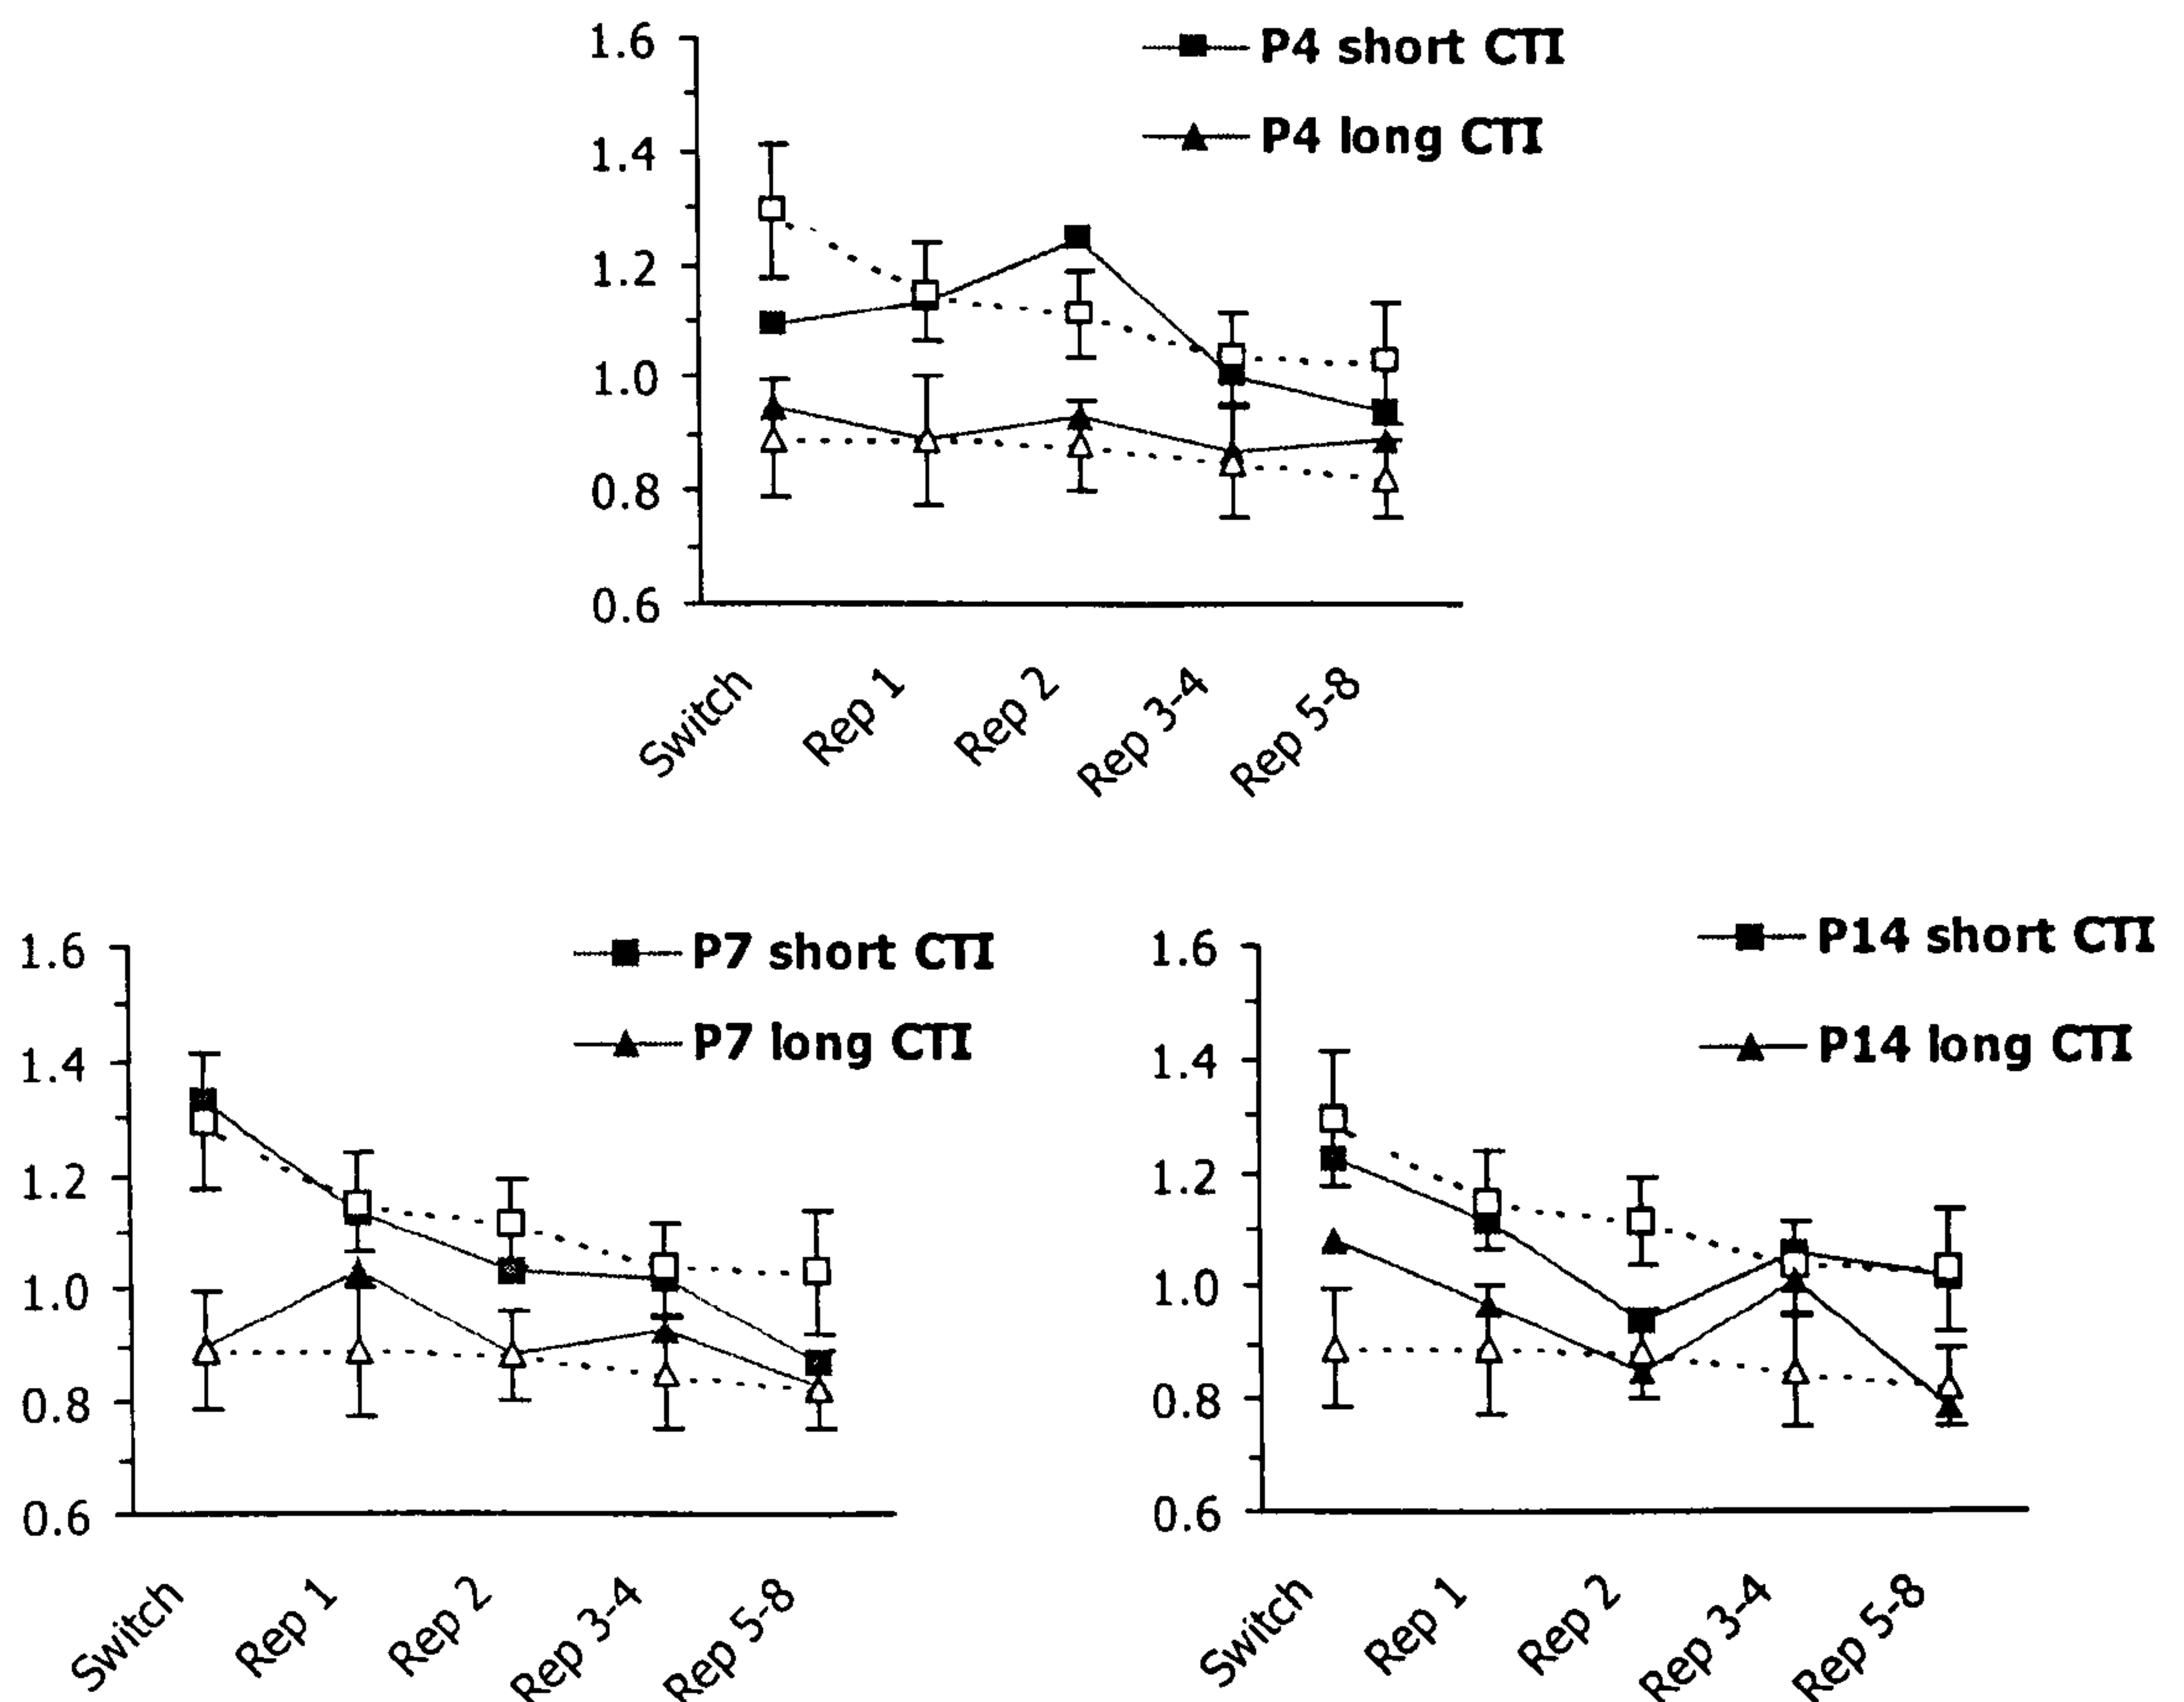 1.6
1.4
1.2
1.0
0.8
0.6
P4 short CTI
P4 long CTI
Switch
Rep 1
Rep 2
Rep 3-4
Rep 5-8
1.6
1.4
1.2
1.0
0.8
0.6
P7 short CTI
P7 long CTI
Switch
Rep 1
Rep 2
Rep 3-4
Rep 5-8
1.6
1.4
1.2
1.0
0.8
0.6
P14 short CTI
P14 long CTI
Switch
Rep 1
Rep 2
Rep 3-4
Rep 5-8